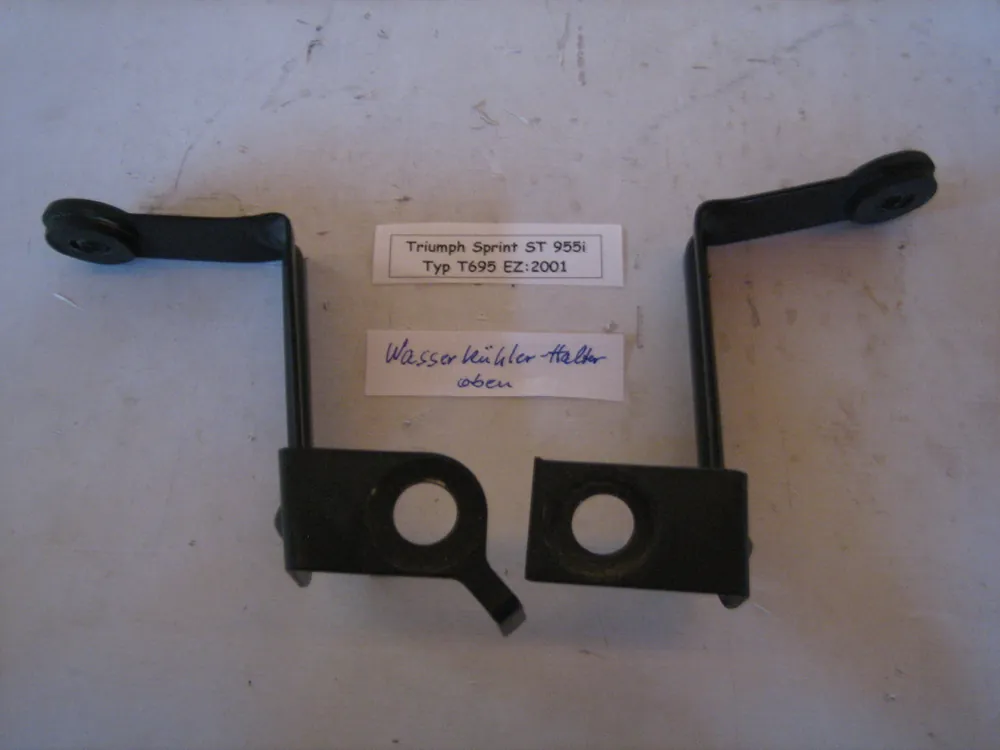 Triumph Sprint ST 955i
Typ T695 EZ:2001
Wasserkühler-Halter
oben